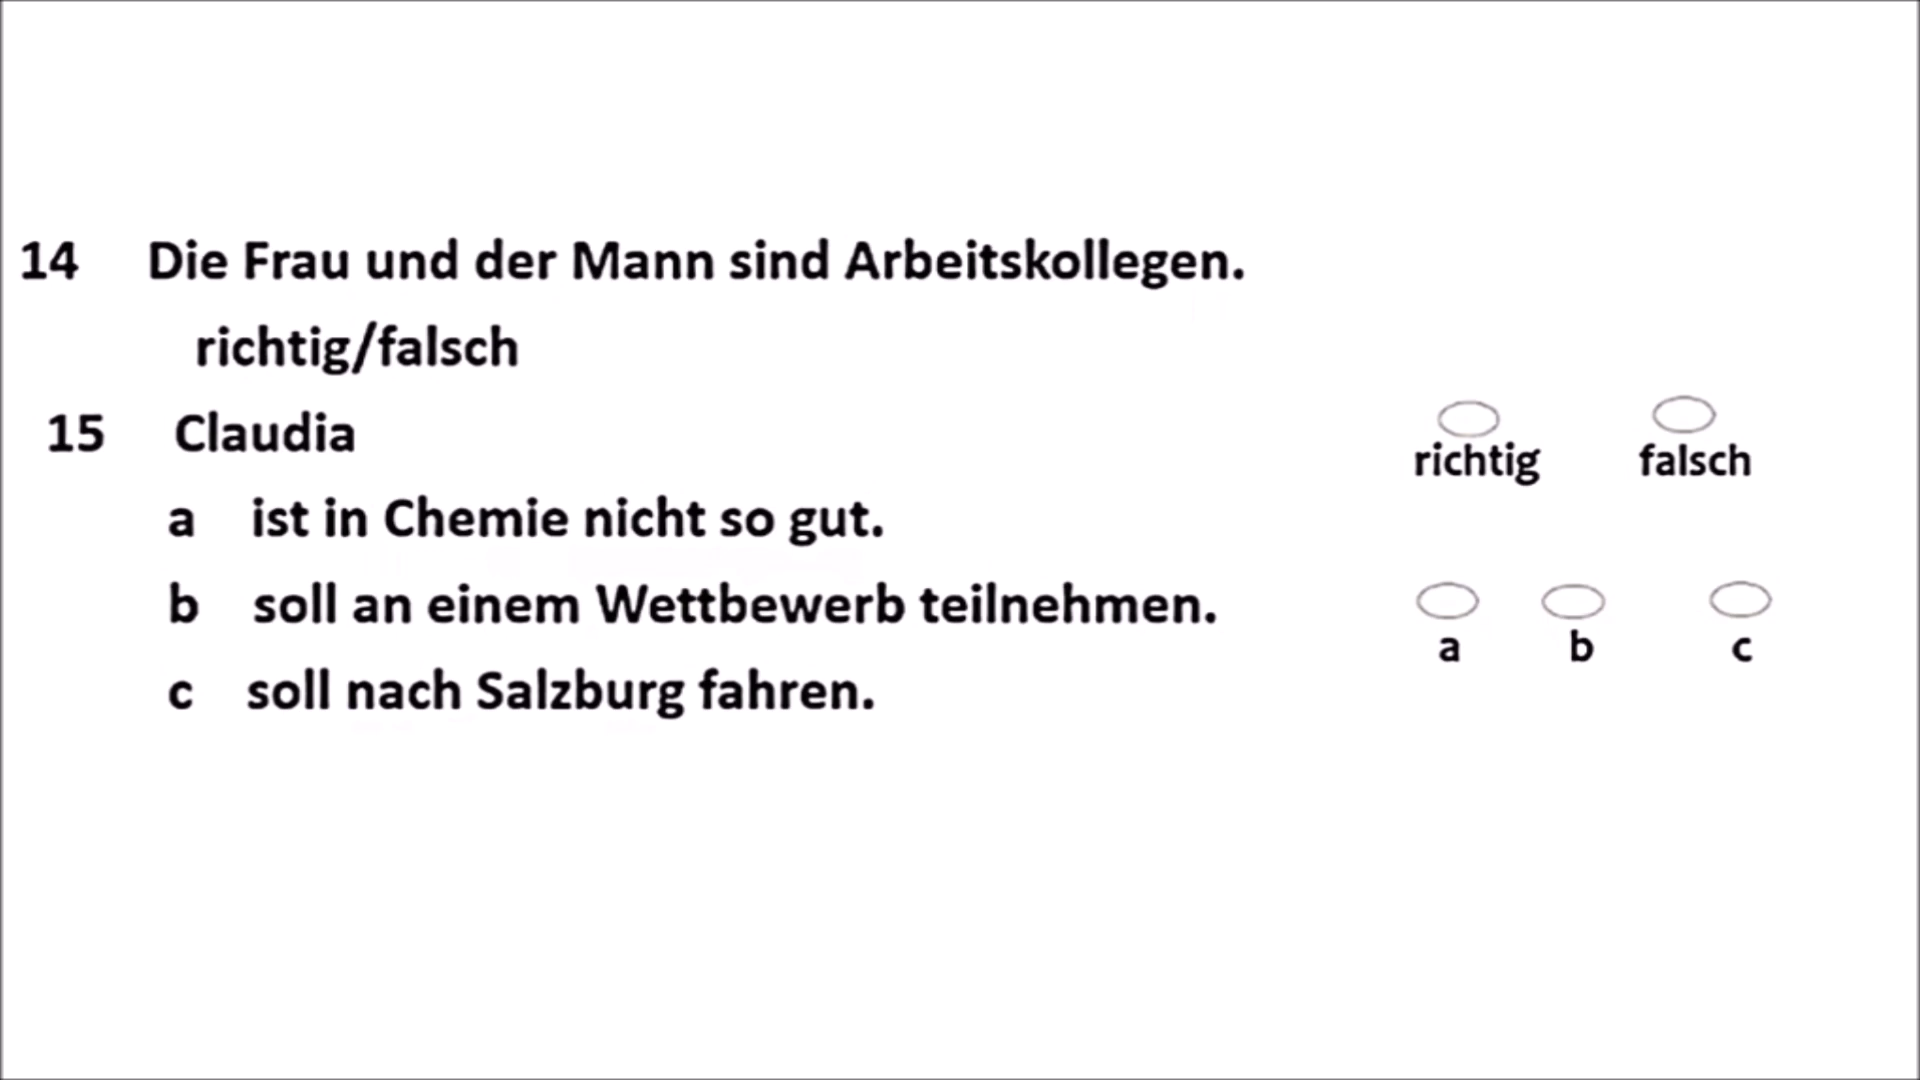 14 Die Frau und der Mann sind Arbeitskollegen.
richtig/falsch
15 Claudia
richtig falsch
a ist in Chemie nicht so gut.
b soll an einem Wettbewerb teilnehmen.
a b c
c soll nach Salzburg fahren.